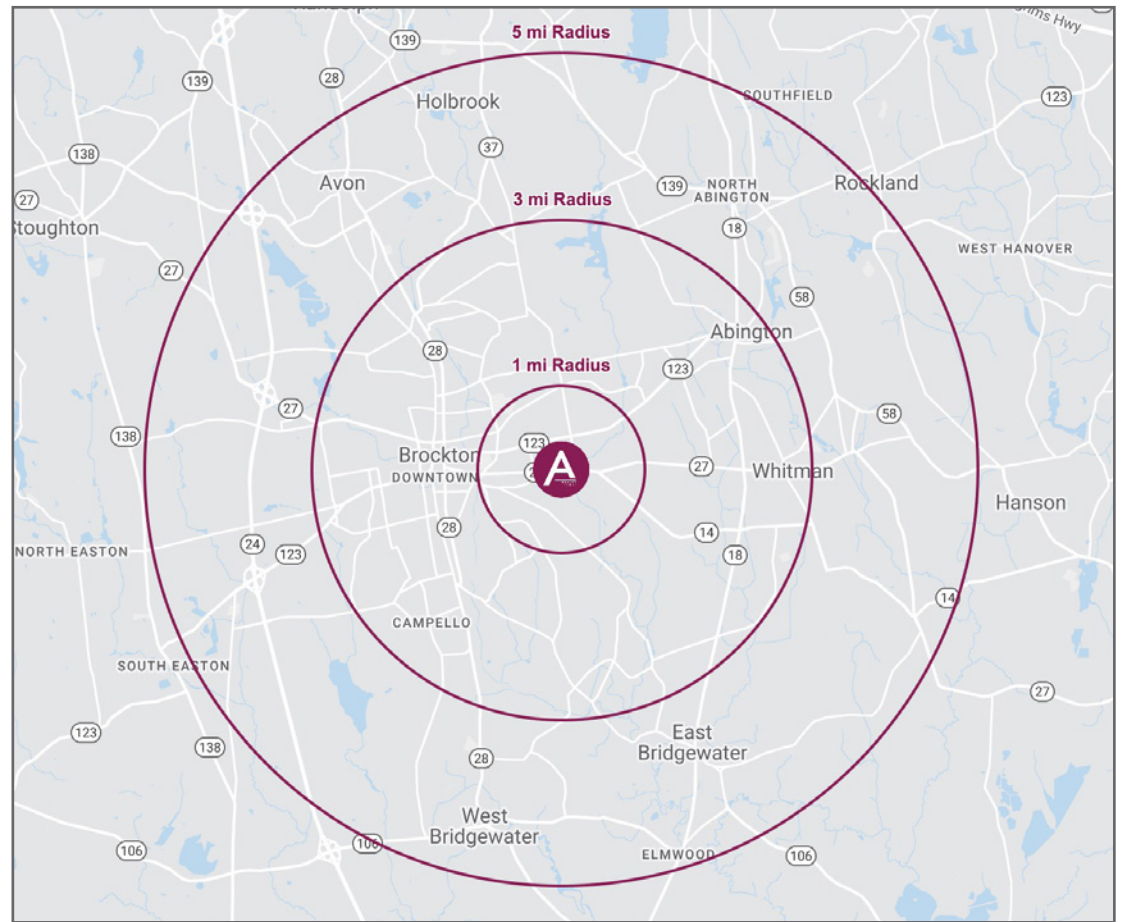 5 mi Radius
Hwy
139
28
139
SOUTHFIELD
123
Holbrook
37
138
Avon
139
NORTH
ABINGTON
Rockland
27
18
Stoughton
WEST HANOVER
27
58
Abington
3 mi Radius
28
1 mi Radius
123
27
58
138
123
Brockton
DOWNTOWN
A
27
Whitman
Hanson
28
14
18
NORTH EASTON
24
123
14
CAMPELLO
SOUTH EASTON
27
123
138
East
Bridgewater
28
West
Bridgewater
106
106
ELMWOOD
106